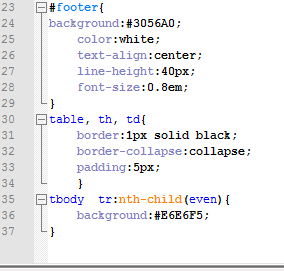 23 #footer{
24 background:#3056A0;
25 color:white;
26 text-align:center;
27 line-height:40px;
28 font-size:0.8em;
29 }
30 table, th, td{
31 border:1px solid black;
32 border-collapse:collapse;
33 padding:5px;
34 }
35 tbody tr:nth-child(even){
36 background:#E6E6F5;
37 }